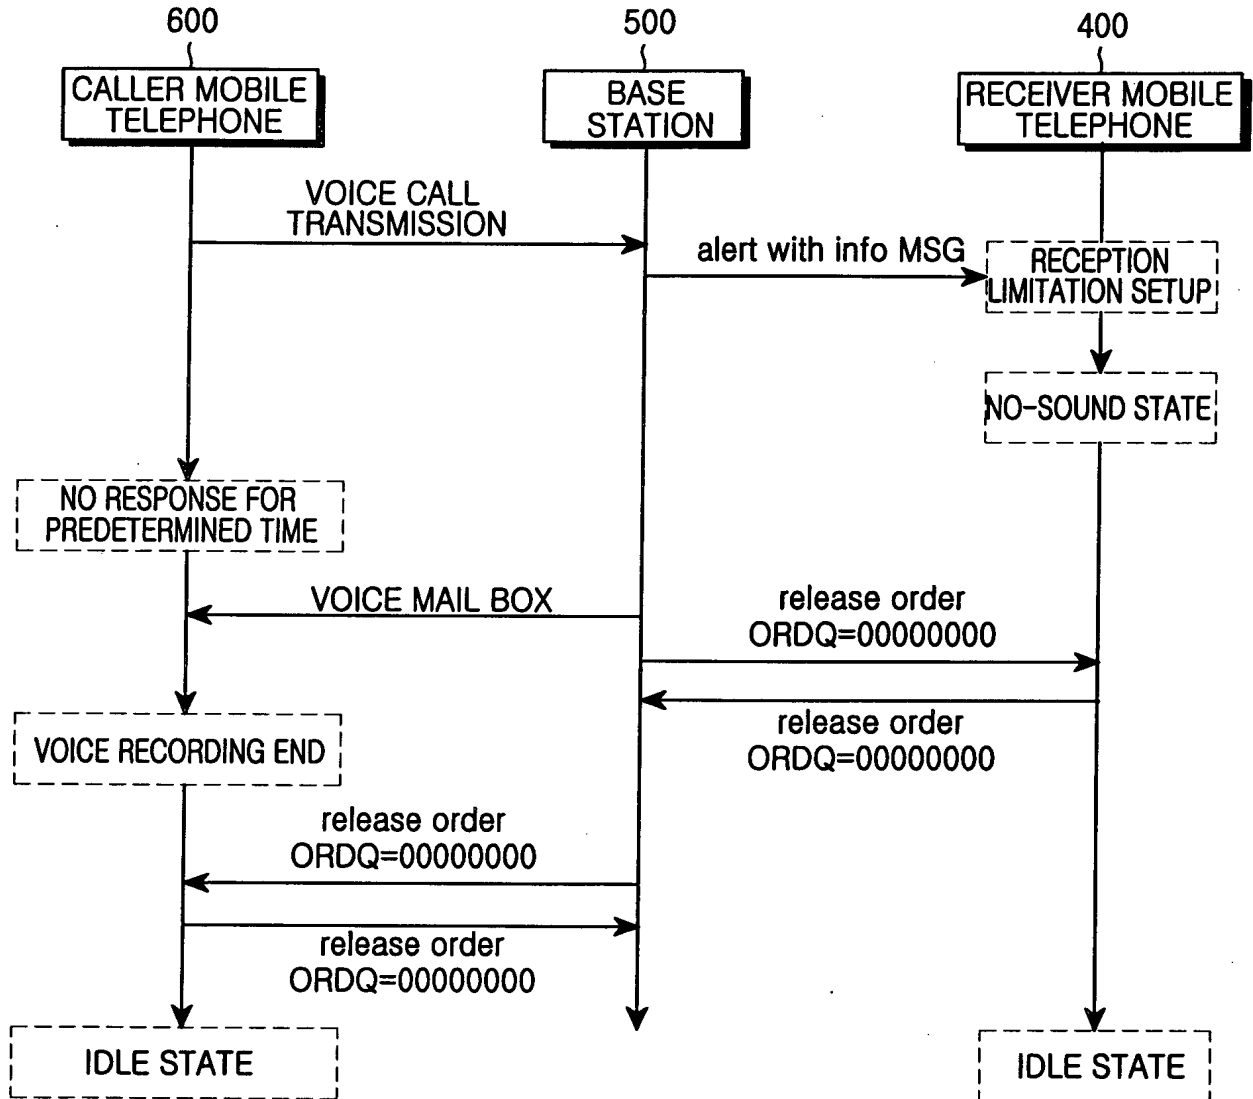 600
500
400
CALLER MOBILE
TELEPHONE
BASE
STATION
RECEIVER MOBILE
TELEPHONE
VOICE CALL
TRANSMISSION
alert with info MSG
RECEPTION
LIMITATION SETUP
NO-SOUND STATE
NO RESPONSE FOR
PREDETERMINED TIME
VOICE MAIL BOX
release order
ORDQ=00000000
release order
ORDQ=00000000
VOICE RECORDING END
release order
ORDQ=00000000
release order
ORDQ=00000000
IDLE STATE
IDLE STATE